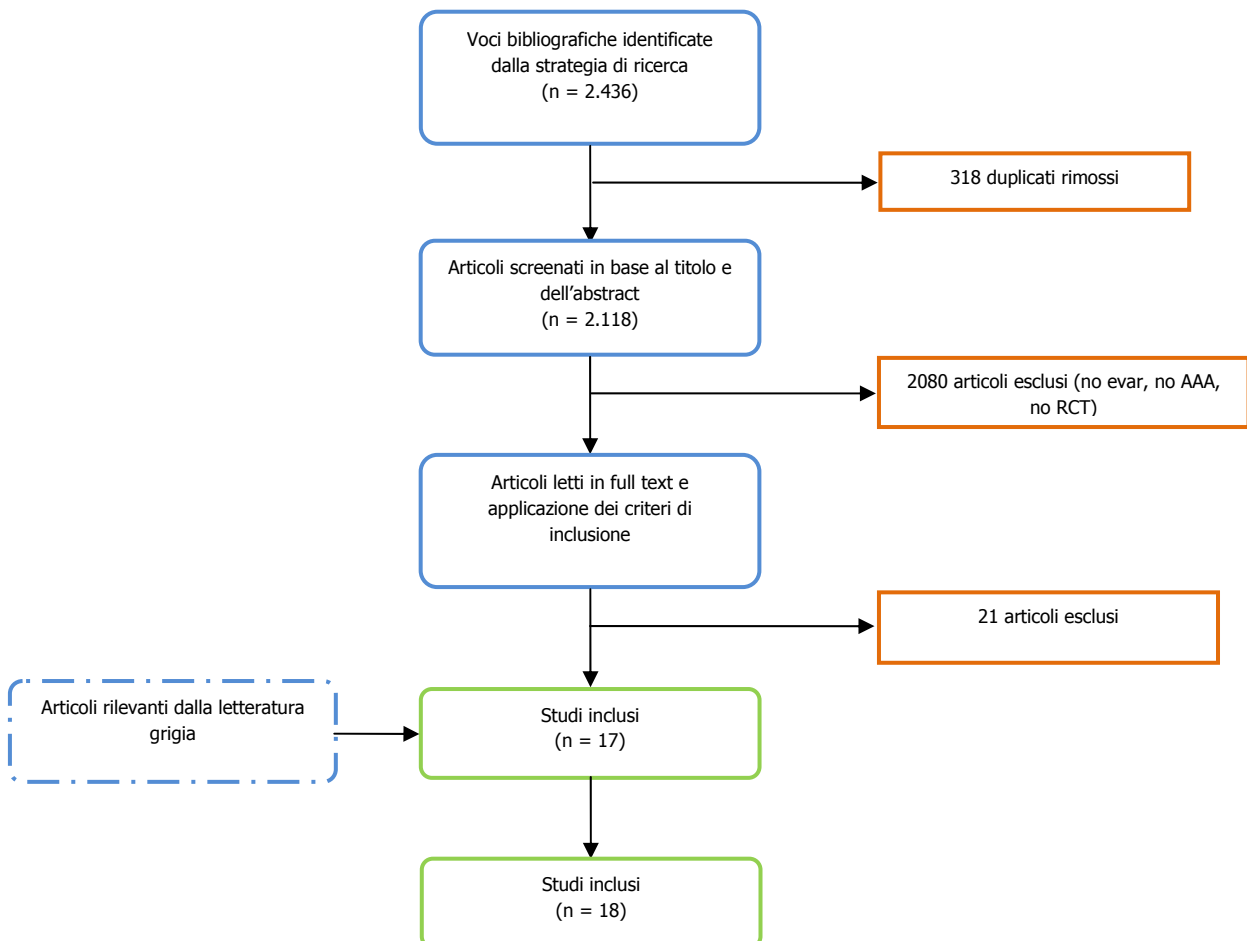 Voci bibliografiche identificate
dalla strategia di ricerca
(n = 2.436)
318 duplicati rimossi
Articoli screenati in base al titolo e
dell'abstract
(n = 2.118)
2080 articoli esclusi (no evar, no AAA,
no RCT)
Articoli letti in full text e
applicazione dei criteri di
inclusione
21 articoli esclusi
Articoli rilevanti dalla letteratura
grigia
Studi inclusi
(n = 17)
Studi inclusi
(n = 18)